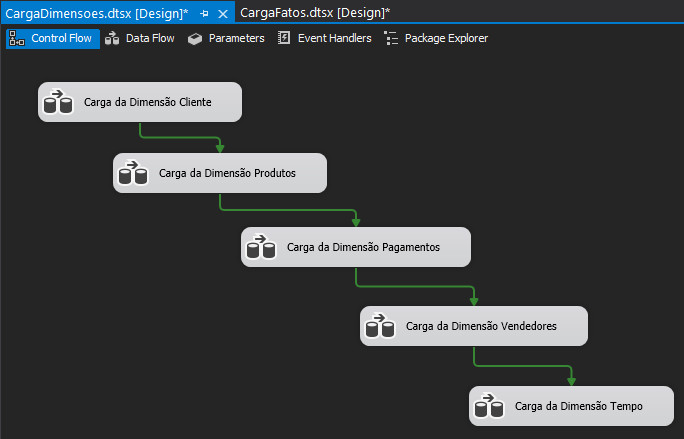 CargaDimensoes.dtsx [Design]* CargaFatos.dtsx [Design]*
Control Flow Data Flow Parameters Event Handlers Package Explorer
Carga da Dimensão Cliente
Carga da Dimensão Produtos
Carga da Dimensão Pagamentos
Carga da Dimensão Vendedores
Carga da Dimensão Tempo